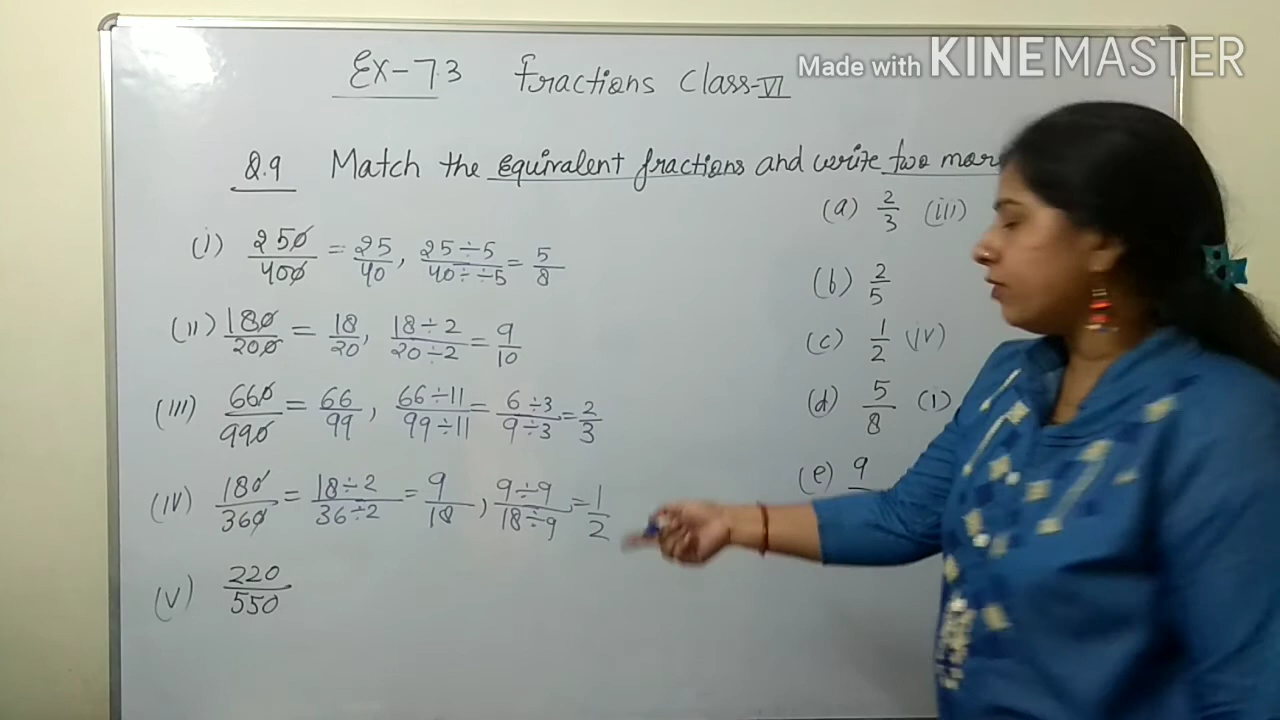 Made with KINEMASTER
Ex-7.3 Fractions Class-VI
Q.9 Match the equivalent fractions and write two
(i) 250/400 = 25/40, 25÷5/40÷÷5 = 5/8
(ii) 180/200 = 18/20, 18÷2/20÷2 = 9/10
(iii) 660/990 = 66/99, 66÷11/99÷11 = 6÷3/9÷3 = 2/3
(iv) 180/360 = 18÷2/36÷2 = 9/18, 9÷9/18÷9 = 1/2
(v) 220/550
(a) 2/3 (iii)
(b) 2/5
(c) 1/2 (iv)
(d) 5/8 (i)
(e) 9